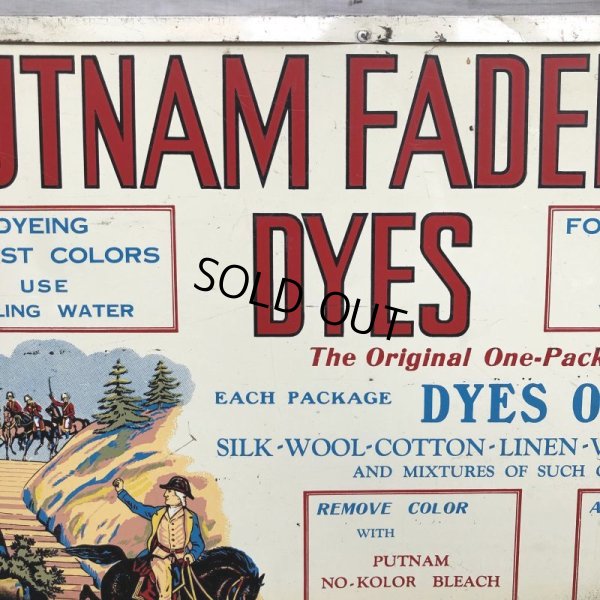 UTNAM FADE
DYEING
ST COLORS
USE
LING WATER
DYES
FO
SOLD OUT
The Original One-Pack
EACH PACKAGE DYES O
SILK-WOOL-COTTON-LINEN-V
AND MIXTURES OF SUCH
REMOVE COLOR
WITH
PUTNAM
NO-KOLOR BLEACH
A